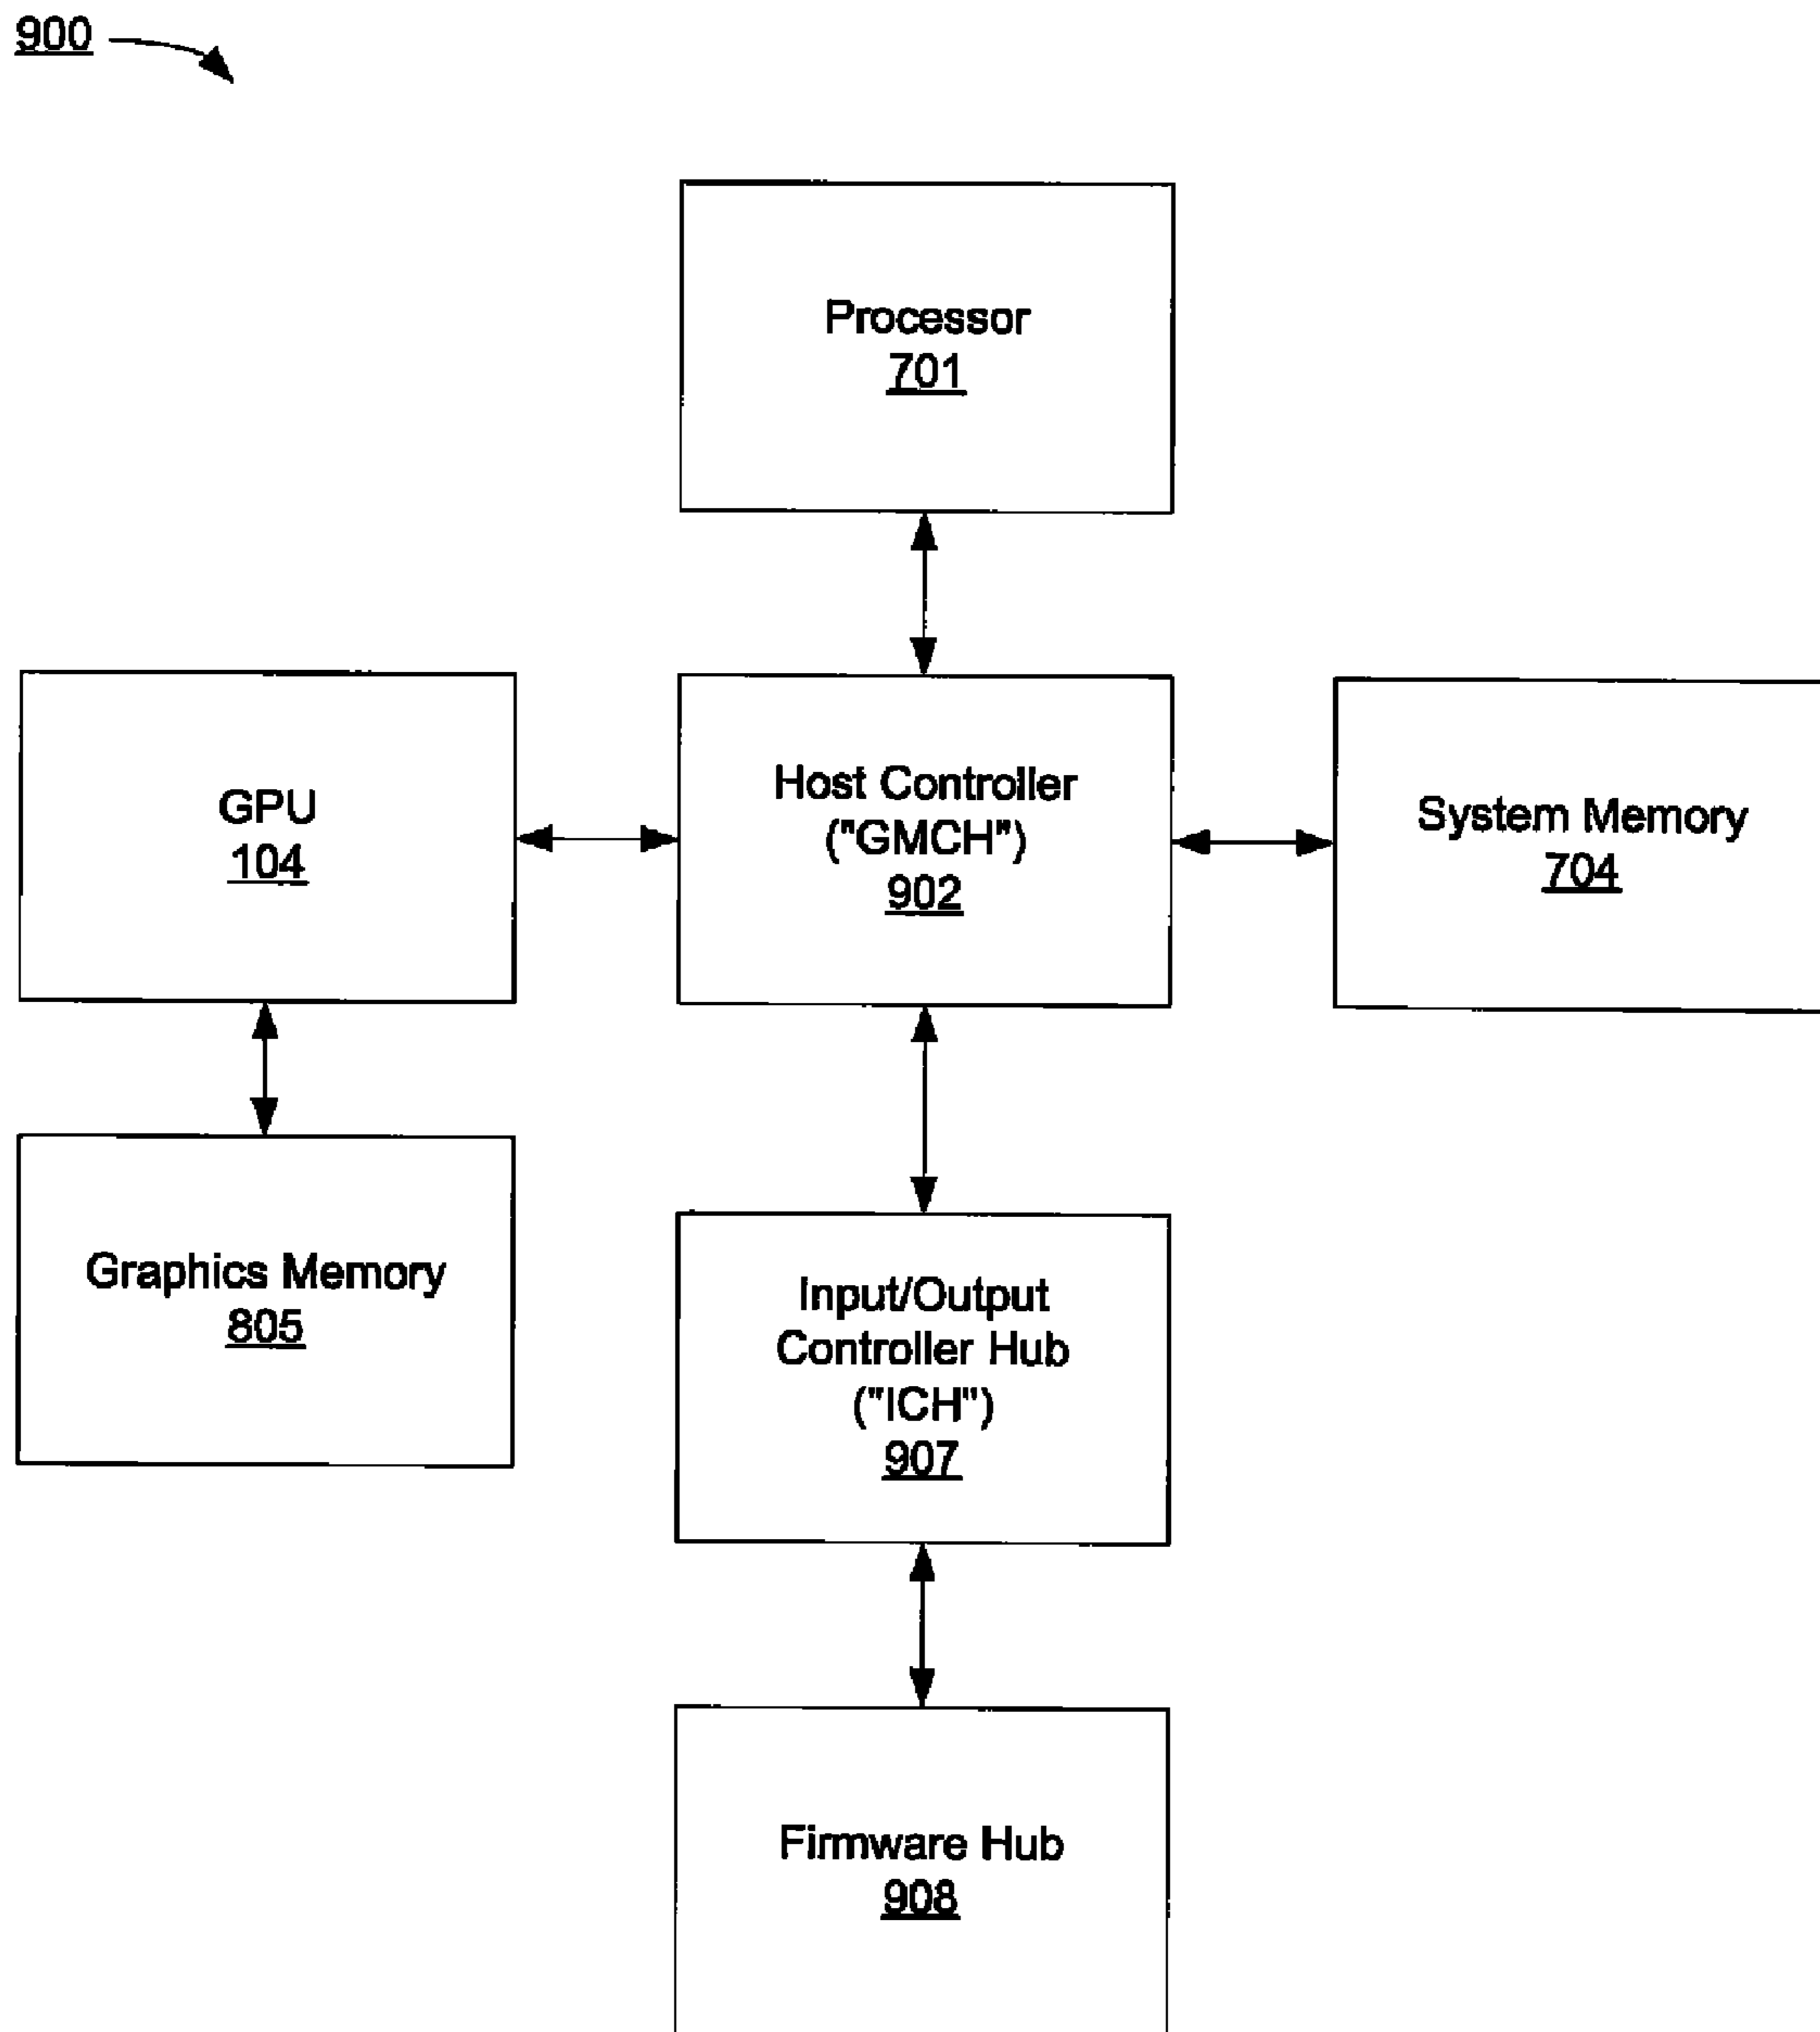 900
Processor
701
GPU
104
Host Controller
("GMCH")
902
System Memory
704
Graphics Memory
805
Input/Output
Controller Hub
("ICH")
907
Firmware Hub
908